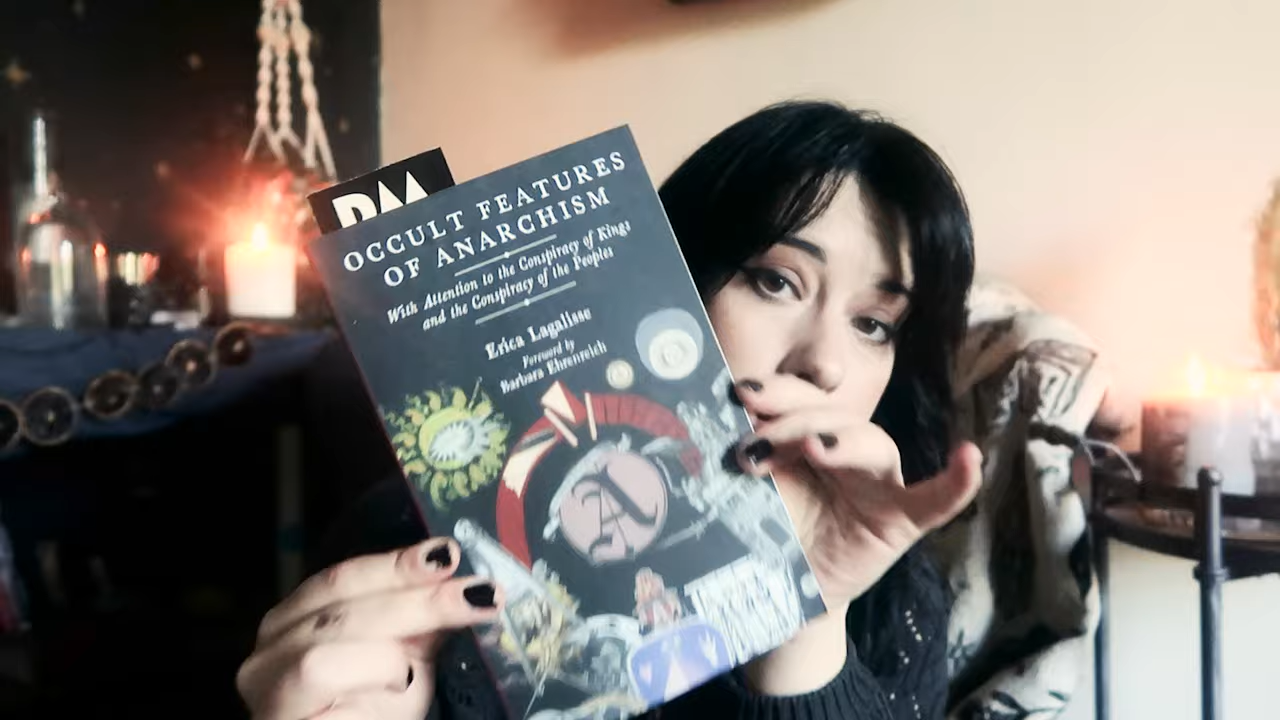 PM
OCCULT FEATURES
OF ANARCHISM
With Attention to the Conspiracy of Kings
and the Conspiracy of the Peoples
Erica Lagalisse
Foreword by
Barbara Ehrenreich
A